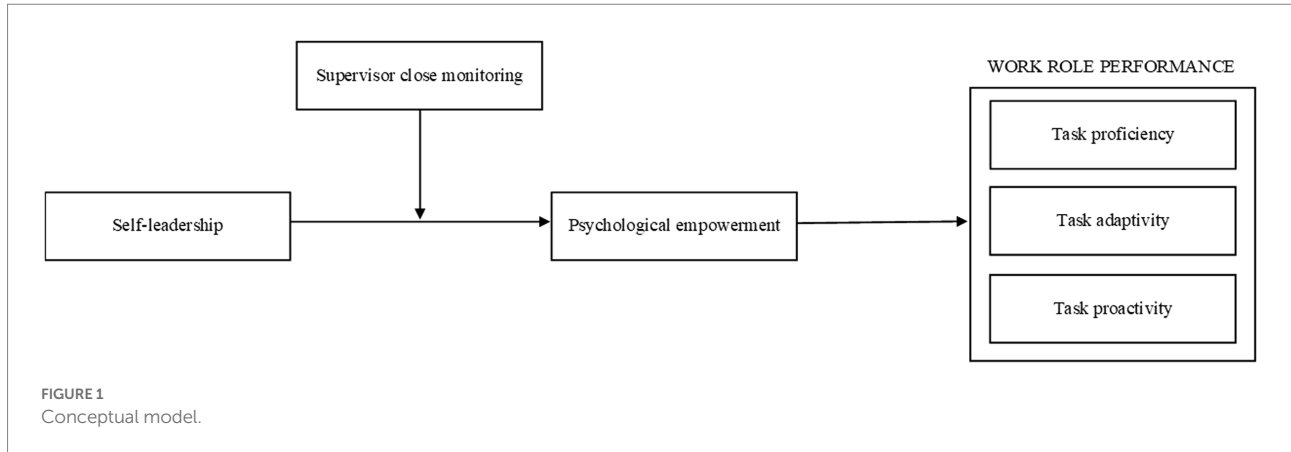 Supervisor close monitoring
WORK ROLE PERFORMANCE
Task proficiency
Self-leadership
Psychological empowerment
Task adaptivity
Task proactivity
FIGURE 1
Conceptual model.